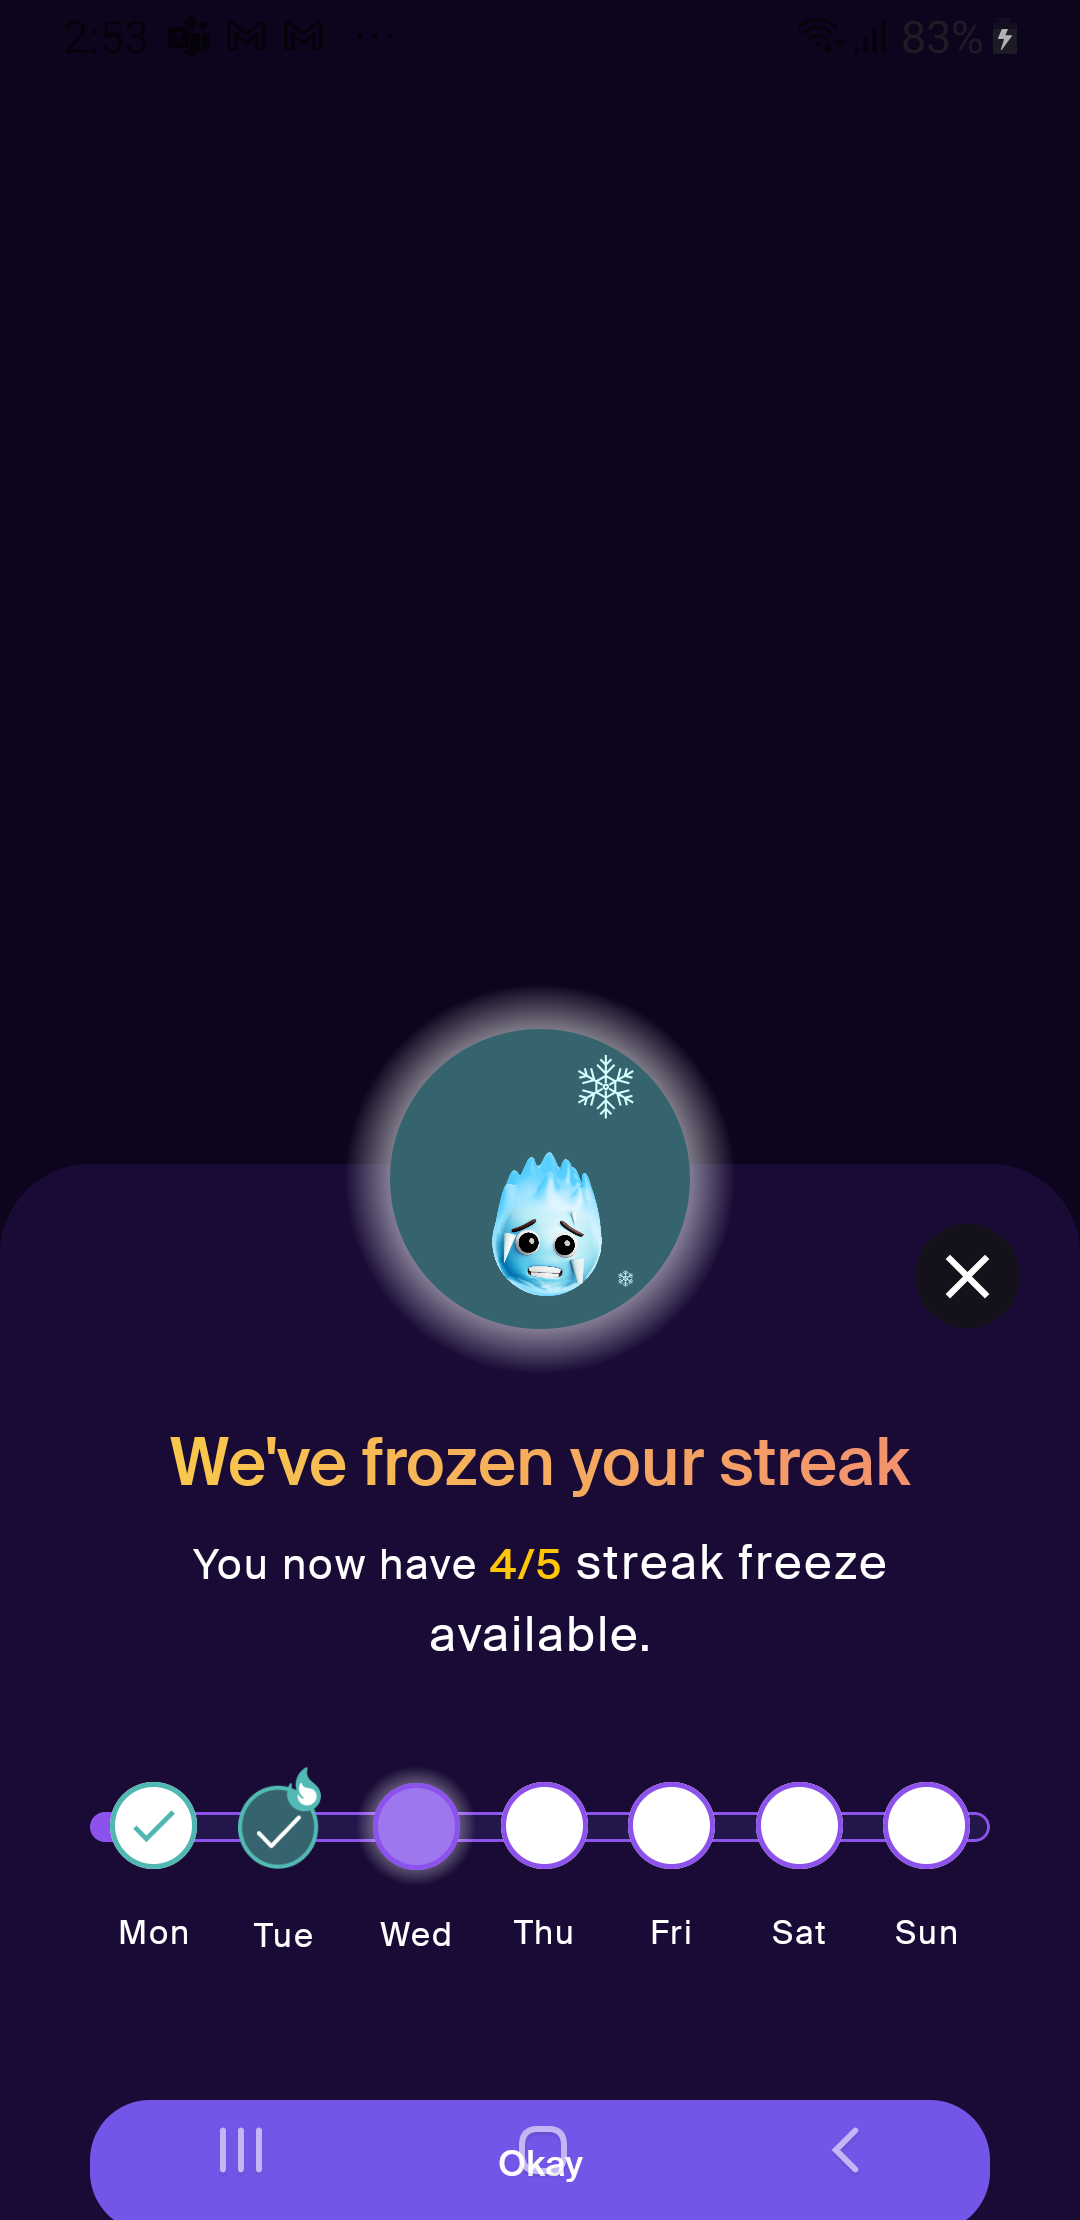 2:53
83%
We've frozen your streak
You now have 4/5 streak freeze
available.
Mon Tue Wed Thu Fri Sat Sun
Okay